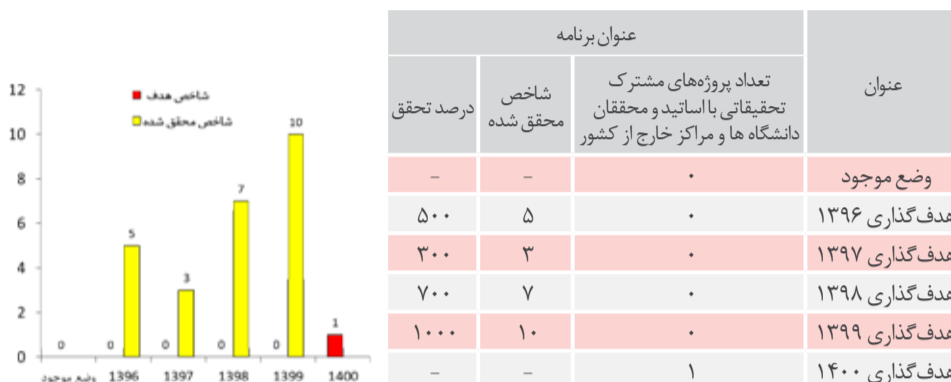 عنوان
عنوان برنامه
تعداد پروژه‌های مشترک
تحقیقاتی با اساتید و محققان
دانشگاه ها و مراکز خارج از کشور
شاخص
محقق شده
درصد تحقق
وضع موجود ۰ – –
هدف‌گذاری ۱۳۹۶ ۰ ۵ ۵۰۰
هدف‌گذاری ۱۳۹۷ ۰ ۳ ۳۰۰
هدف‌گذاری ۱۳۹۸ ۰ ۷ ۷۰۰
هدف‌گذاری ۱۳۹۹ ۰ ۱۰ ۱۰۰۰
هدف‌گذاری ۱۴۰۰ ۱ – –
شاخص هدف
شاخص محقق شده
12
10
8
6
4
2
0
0 0 5 0 3 0 7 0 10 1
وضع موجود 1396 1397 1398 1399 1400